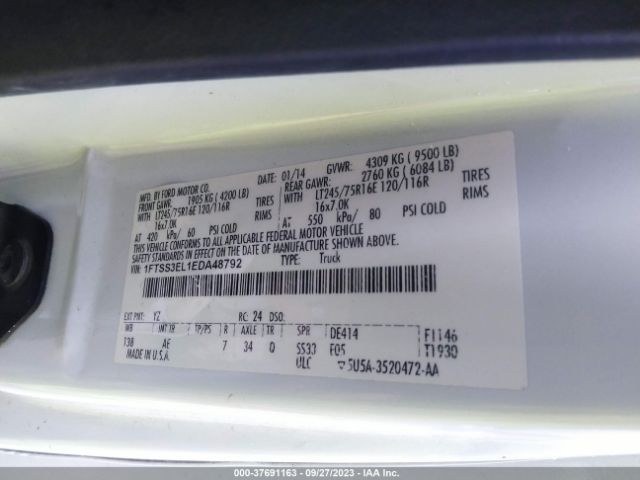 MFD. BY FORD MOTOR CO.
DATE: 01/14
GVWR: 4309 KG ( 9500 LB)
FRONT GAWR: 1905 KG ( 4200 LB)
REAR GAWR: 2760 KG ( 6084 LB)
WITH LT245/75R16E 120/116R TIRES
WITH LT245/75R16E 120/116R TIRES
16x7.0K RIMS
16x7.0K RIMS
AT 420 kPa/ 60 PSI COLD
AT 550 kPa/ 80 PSI COLD
THIS VEHICLE CONFORMS TO ALL APPLICABLE FEDERAL MOTOR VEHICLE
SAFETY STANDARDS IN EFFECT ON THE DATE OF MANUFACTURE SHOWN ABOVE.
VIN: 1FTSS3EL1EDA48792 TYPE: Truck
EXT PNT: YZ RC: 24 DSO:
WB INT TR TP/PS R AXLE TR SPR DE414 F1146
138 AE 7 34 Q SS33 F05 T1930
MADE IN U.S.A. ULC 5U5A-3520472-AA
000-37691163 - 09/27/2023 - IAA Inc.